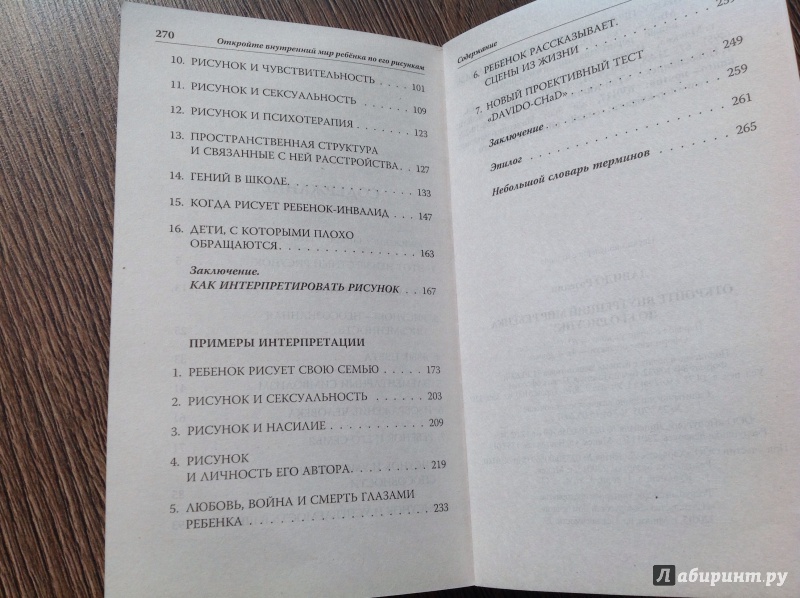 270 Откройте внутренний мир ребёнка по его рисункам
10. РИСУНОК И ЧУВСТВИТЕЛЬНОСТЬ . . . . 101
11. РИСУНОК И СЕКСУАЛЬНОСТЬ . . . . . . . 109
12. РИСУНОК И ПСИХОТЕРАПИЯ . . . . . . . 123
13. ПРОСТРАНСТВЕННАЯ СТРУКТУРА
И СВЯЗАННЫЕ С НЕЙ РАССТРОЙСТВА. . . 127
14. ГЕНИЙ В ШКОЛЕ. . . . . . . . . . . . . . . 133
15. КОГДА РИСУЕТ РЕБЕНОК-ИНВАЛИД . . . 147
16. ДЕТИ, С КОТОРЫМИ ПЛОХО
ОБРАЩАЮТСЯ. . . . . . . . . . . . . . . . 163
Заключение.
КАК ИНТЕРПРЕТИРОВАТЬ РИСУНОК . . 167
ПРИМЕРЫ ИНТЕРПРЕТАЦИИ
1. РЕБЕНОК РИСУЕТ СВОЮ СЕМЬЮ . . . . . 173
2. РИСУНОК И СЕКСУАЛЬНОСТЬ . . . . . . 203
3. РИСУНОК И НАСИЛИЕ . . . . . . . . . . . 209
4. РИСУНОК
И ЛИЧНОСТЬ ЕГО АВТОРА. . . . . . . . . 219
5. ЛЮБОВЬ, ВОЙНА И СМЕРТЬ ГЛАЗАМИ
РЕБЕНКА . . . . . . . . . . . . . . . . . . . 233
Содержание
6. РЕБЕНОК РАССКАЗЫВАЕТ.
СЦЕНЫ ИЗ ЖИЗНИ . . . . . . . . . . . 249
7. НОВЫЙ ПРОЕКТИВНЫЙ ТЕСТ
«DAVIDO-CHaD» . . . . . . . . . . . . . 259
Заключение . . . . . . . . . . . . . . . . . 261
Эпилог . . . . . . . . . . . . . . . . . . . . 265
Небольшой словарь терминов
Лабиринт.ру